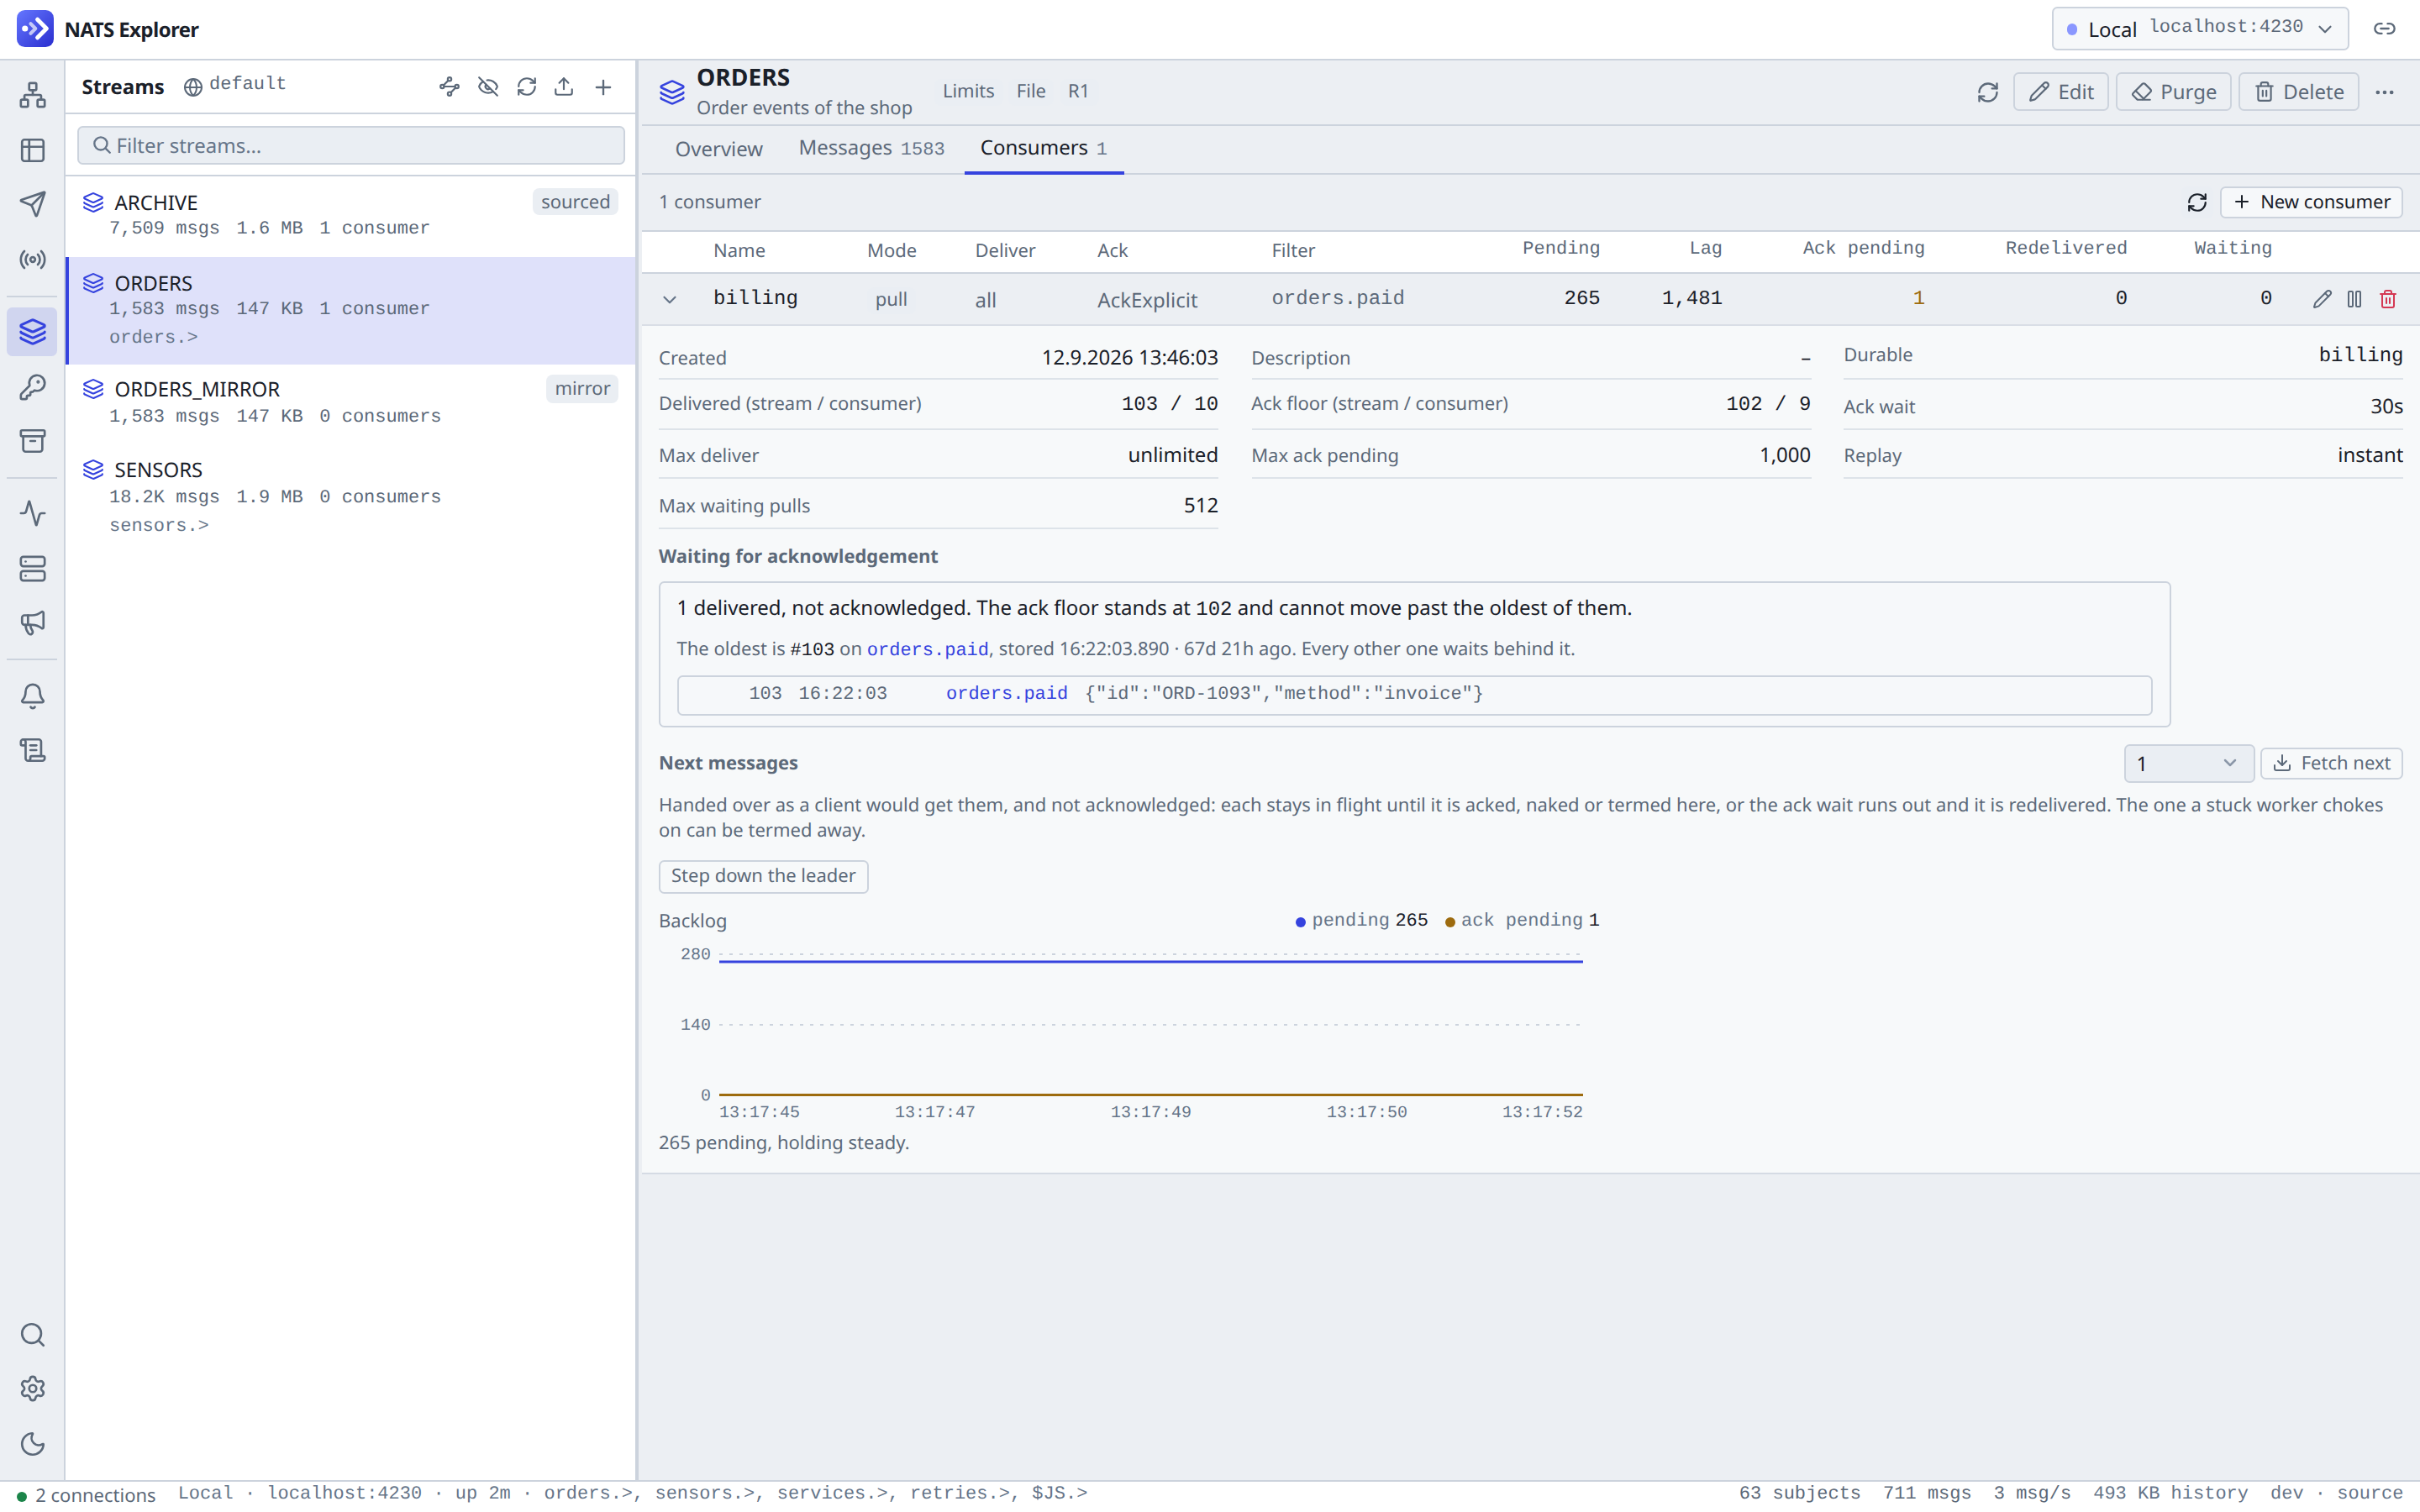 NATS Explorer
Local localhost:4230
Streams default
Filter streams...
ARCHIVE sourced
7,509 msgs 1.6 MB 1 consumer
ORDERS
1,583 msgs 147 KB 1 consumer
orders.>
ORDERS_MIRROR mirror
1,583 msgs 147 KB 0 consumers
SENSORS
18.2K msgs 1.9 MB 0 consumers
sensors.>
ORDERS
Order events of the shop
Limits File R1
Edit Purge Delete
Overview Messages 1583 Consumers 1
1 consumer
New consumer
Name Mode Deliver Ack Filter Pending Lag Ack pending Redelivered Waiting
billing pull all AckExplicit orders.paid 265 1,481 1 0 0
Created 12.9.2026 13:46:03 Description – Durable billing
Delivered (stream / consumer) 103 / 10 Ack floor (stream / consumer) 102 / 9 Ack wait 30s
Max deliver unlimited Max ack pending 1,000 Replay instant
Max waiting pulls 512
Waiting for acknowledgement
1 delivered, not acknowledged. The ack floor stands at 102 and cannot move past the oldest of them.
The oldest is #103 on orders.paid, stored 16:22:03.890 · 67d 21h ago. Every other one waits behind it.
103 16:22:03 orders.paid {"id":"ORD-1093","method":"invoice"}
Next messages 1 Fetch next
Handed over as a client would get them, and not acknowledged: each stays in flight until it is acked, naked or termed here, or the ack wait runs out and it is redelivered. The one a stuck worker chokes
on can be termed away.
Step down the leader
Backlog pending 265 ack pending 1
280
140
0
13:17:45 13:17:47 13:17:49 13:17:50 13:17:52
265 pending, holding steady.
2 connections Local · localhost:4230 · up 2m · orders.>, sensors.>, services.>, retries.>, $JS.>
63 subjects 711 msgs 3 msg/s 493 KB history dev · source